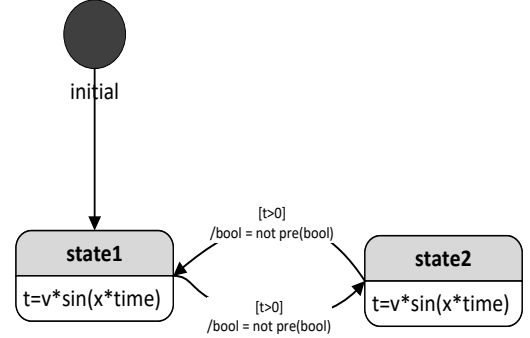 initial
[t>0]
/bool = not pre(bool)
state1
t=v*sin(x*time)
state2
t=v*sin(x*time)
[t>0]
/bool = not pre(bool)